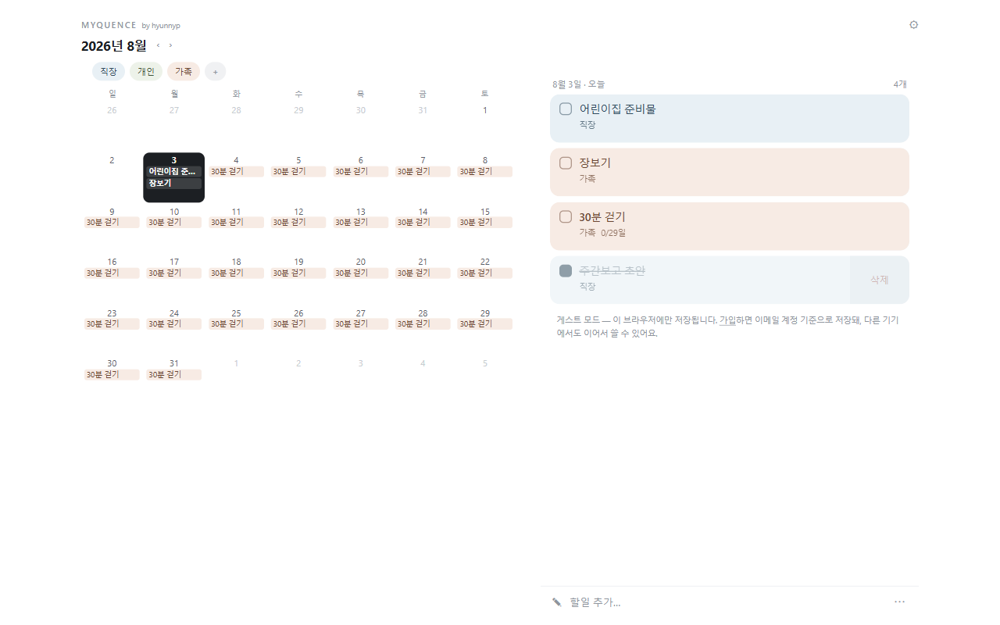 MYQUENCE by hyunnyp
2026년 8월 ‹ ›
직장 개인 가족 +
일 월 화 수 목 금 토
26 27 28 29 30 31 1
2 3 4 5 6 7 8
어린이집 준... 30분 걷기 30분 걷기 30분 걷기 30분 걷기 30분 걷기
장보기
9 10 11 12 13 14 15
30분 걷기 30분 걷기 30분 걷기 30분 걷기 30분 걷기 30분 걷기 30분 걷기
16 17 18 19 20 21 22
30분 걷기 30분 걷기 30분 걷기 30분 걷기 30분 걷기 30분 걷기 30분 걷기
23 24 25 26 27 28 29
30분 걷기 30분 걷기 30분 걷기 30분 걷기 30분 걷기 30분 걷기 30분 걷기
30 31 1 2 3 4 5
30분 걷기 30분 걷기
8월 3일 · 오늘 4개
어린이집 준비물
직장
장보기
가족
30분 걷기
가족 0/29일
주간보고 초안
직장
삭제
게스트 모드 — 이 브라우저에만 저장됩니다. 가입하면 이메일 계정 기준으로 저장돼, 다른 기기
에서도 이어서 쓸 수 있어요.
할일 추가... ···